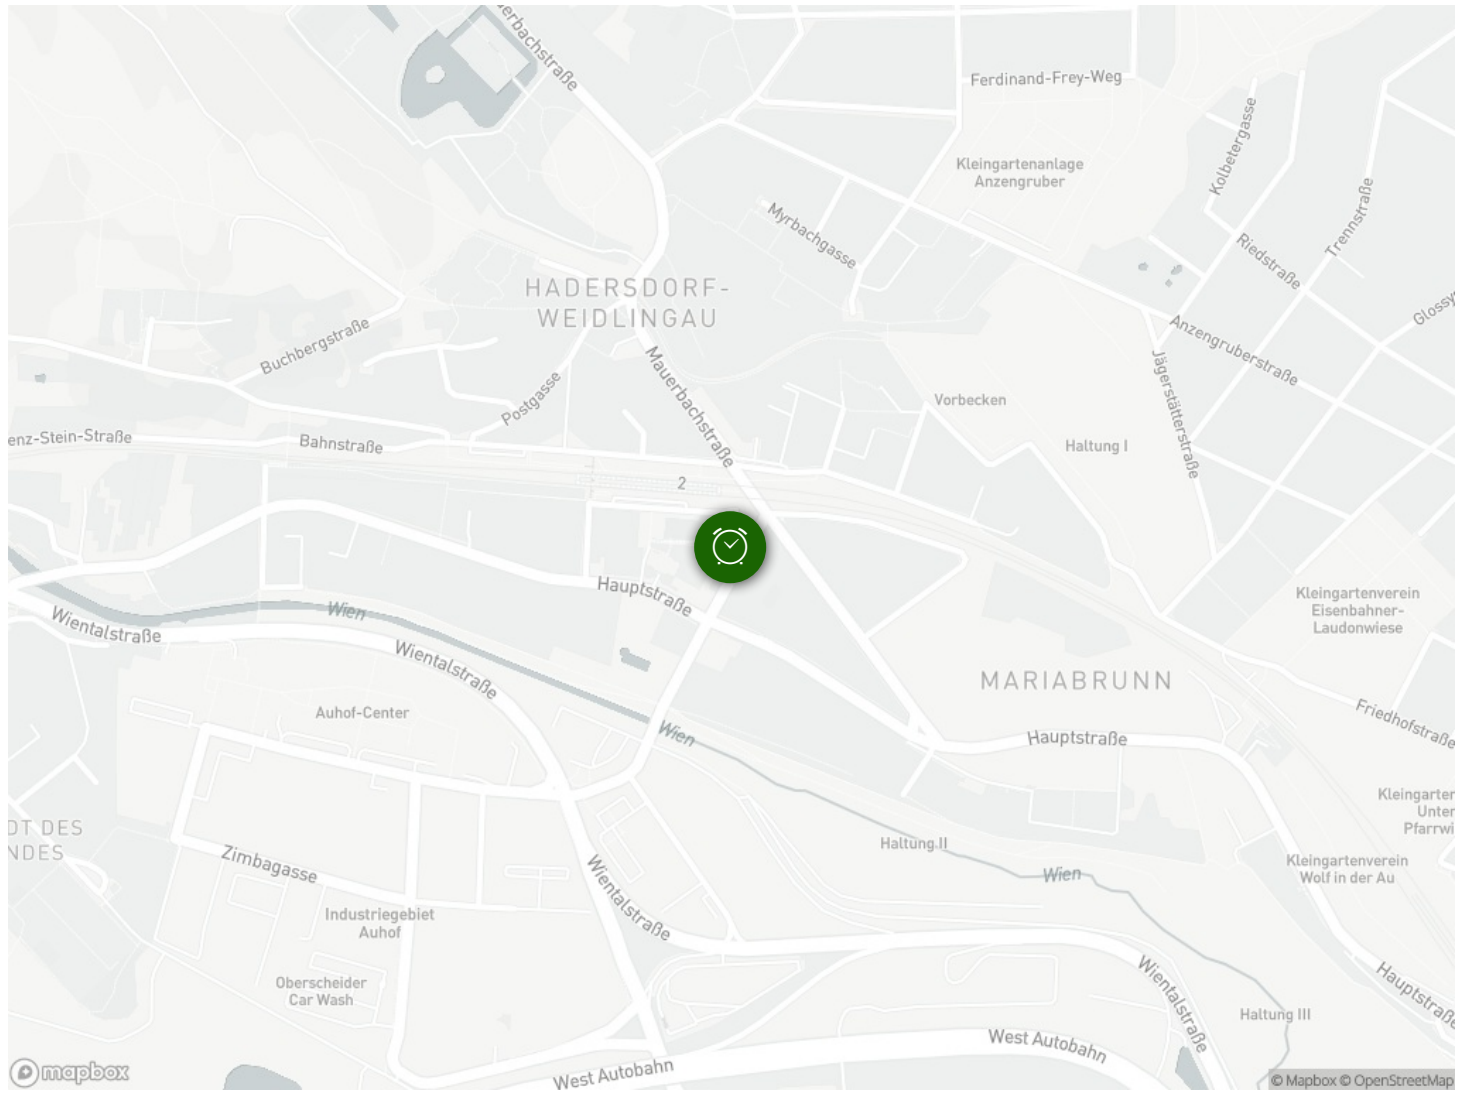 erbachstraße
Ferdinand-Frey-Weg
Kolbetergasse
Kleingartenanlage
Anzengruber
Trennstraße
Myrbachgasse
Riedstraße
HADERSDORF-
WEIDLINGAU
Glossy
Buchbergstraße
Anzengruberstraße
Mauerbachstraße
Jägerstätterstraße
Postgasse
Vorbecken
enz-Stein-Straße
Bahnstraße
Haltung I
2
Hauptstraße
Kleingartenverein
Eisenbahner-
Laudonwiese
Wien
Wientalstraße
Wientalstraße
MARIABRUNN
Auhof-Center
Friedhofstraße
Wien
Hauptstraße
Kleingarter
Unter
Pfarrwi
DT DES
NDES
Haltung II
Zimbagasse
Kleingartenverein
Wolf in der Au
Wien
Wientalstraße
Industriegebiet
Auhof
Oberscheider
Car Wash
Wientalstraße
Hauptstraße
Haltung III
West Autobahn
West Autobahn
mapbox
© Mapbox © OpenStreetMap